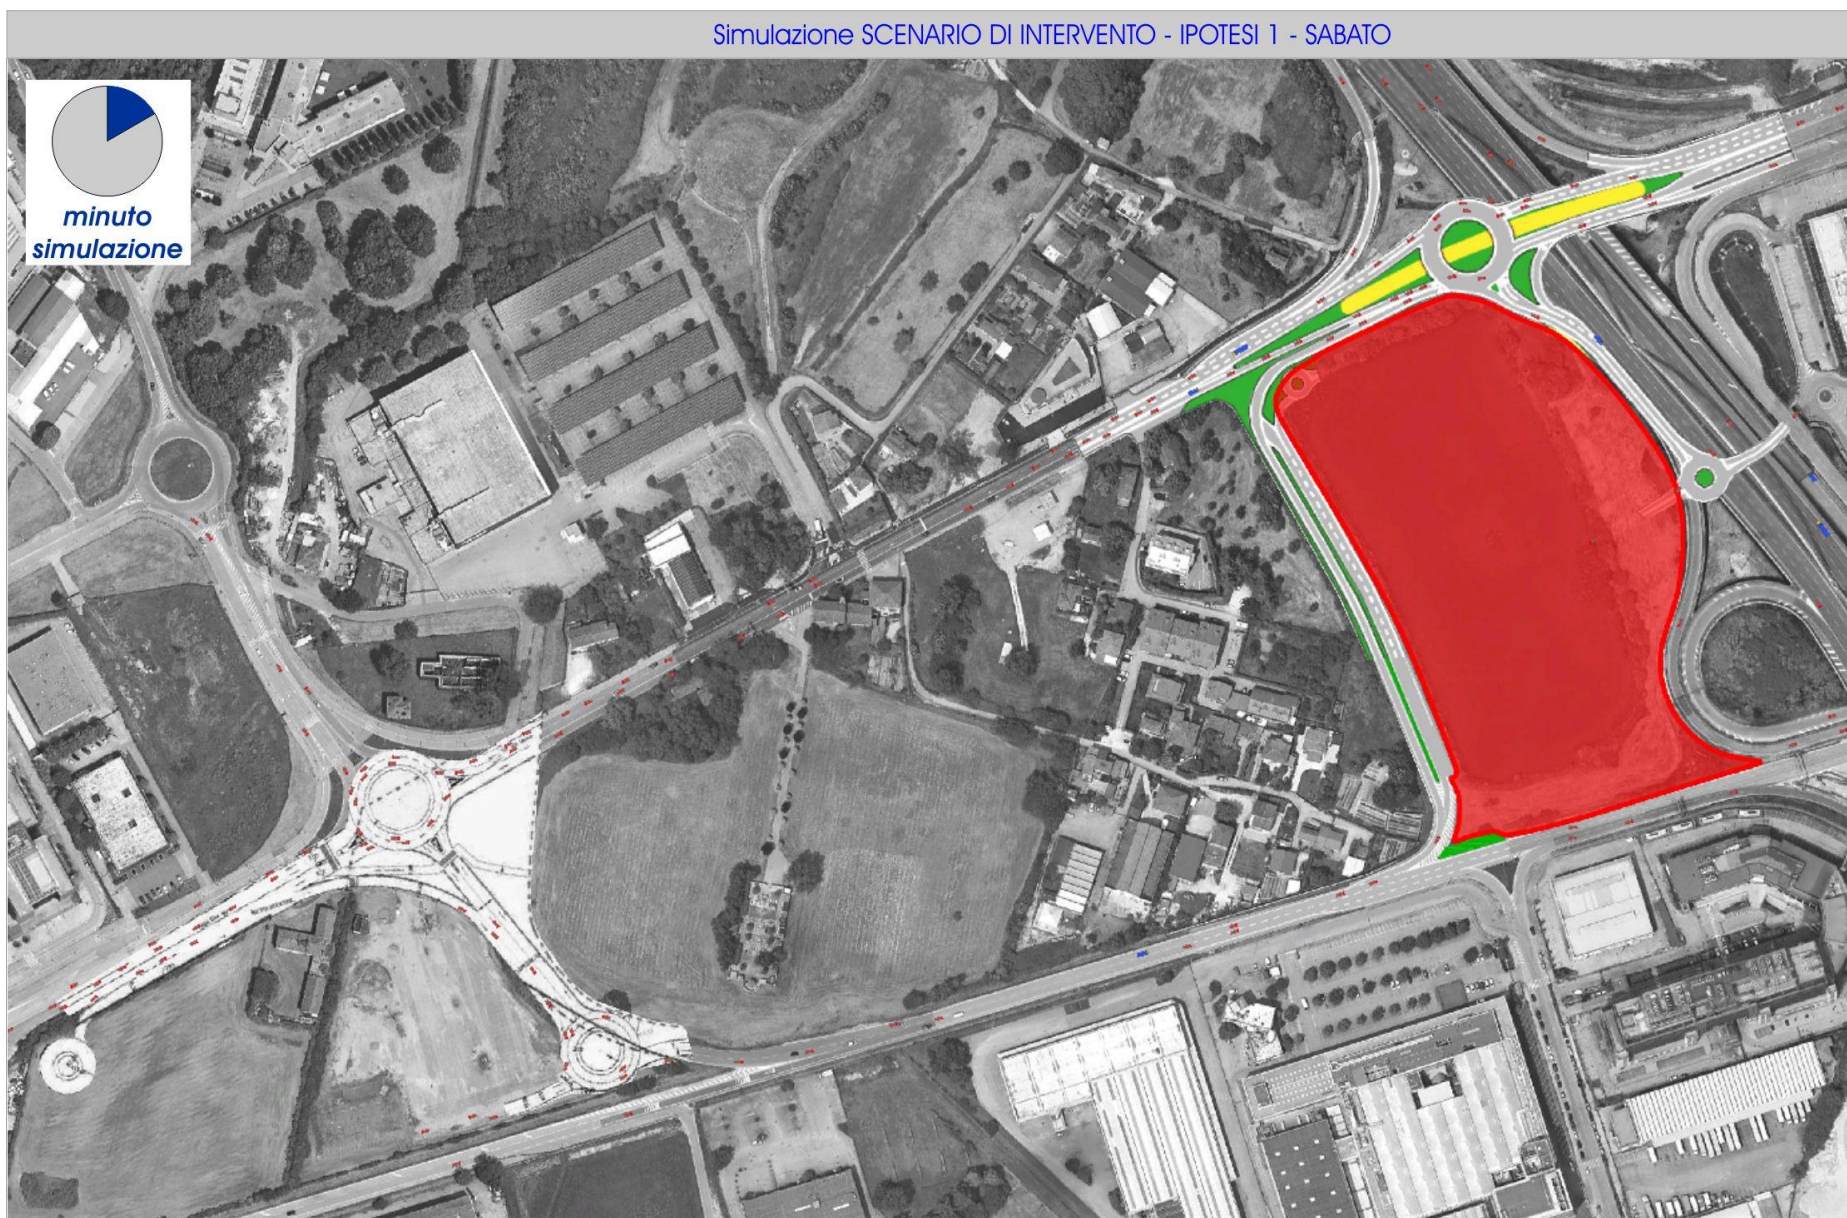 Simulazione SCENARIO DI INTERVENTO - IPOTESI 1 - SABATO
minuto
simulazione